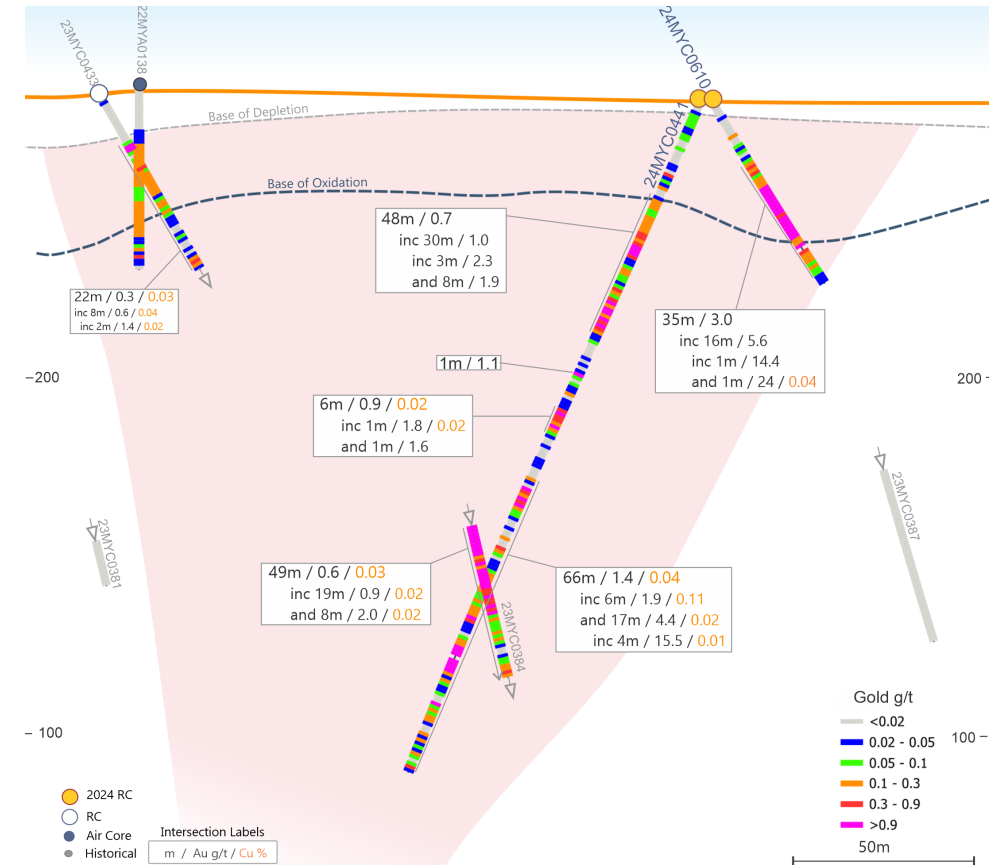 23MYC0433
22MYA0138
24MYC0610
24MYC0441
Base of Depletion
Base of Oxidation
48m / 0.7
inc 30m / 1.0
inc 3m / 2.3
and 8m / 1.9
22m / 0.3 / 0.03
inc 8m / 0.6 / 0.04
inc 2m / 1.4 / 0.02
35m / 3.0
inc 16m / 5.6
inc 1m / 14.4
and 1m / 24 / 0.04
1m / 1.1
–200
200 -
6m / 0.9 / 0.02
inc 1m / 1.8 / 0.02
and 1m / 1.6
23MYC0387
23MYC0381
49m / 0.6 / 0.03
inc 19m / 0.9 / 0.02
and 8m / 2.0 / 0.02
66m / 1.4 / 0.04
inc 6m / 1.9 / 0.11
and 17m / 4.4 / 0.02
inc 4m / 15.5 / 0.01
23MYC0384
– 100
100 –
Gold g/t
<0.02
0.02 - 0.05
0.05 - 0.1
0.1 - 0.3
0.3 - 0.9
>0.9
50m
2024 RC
RC
Air Core
Historical
Intersection Labels
m / Au g/t / Cu %